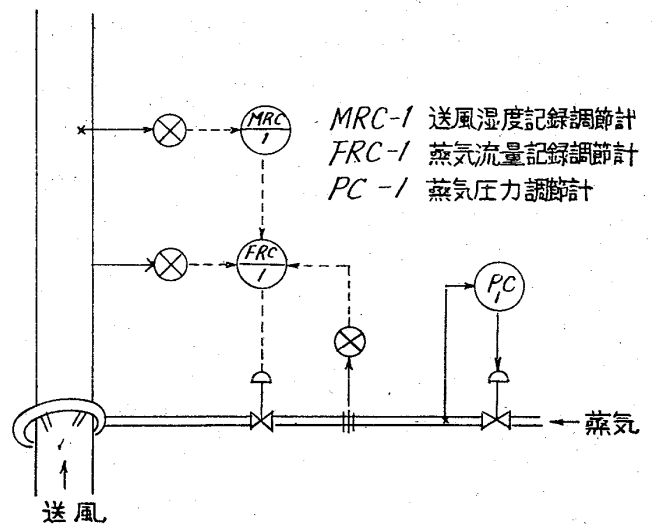 MRC
1
MRC-1 送風湿度記録調節計
FRC-1 蒸気流量記録調節計
PC-1 蒸気圧力調節計
FRC
1
PC
1
蒸気
送風